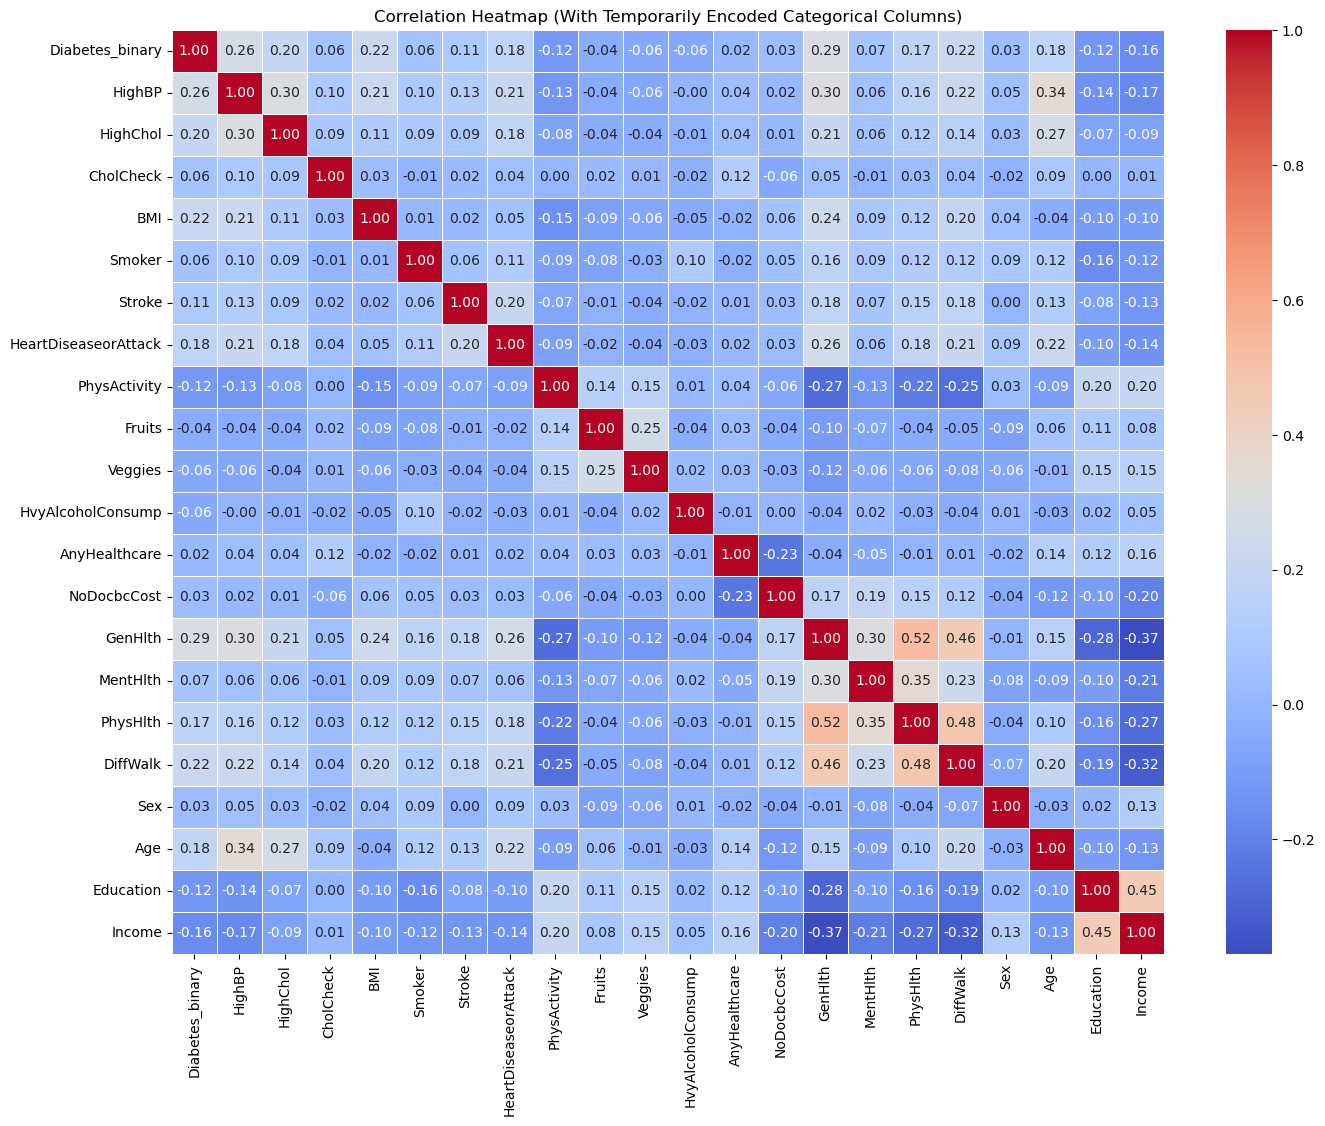 Correlation Heatmap (With Temporarily Encoded Categorical Columns)
Diabetes_binary 1.00 0.26 0.20 0.06 0.22 0.06 0.11 0.18 -0.12 -0.04 -0.06 -0.06 0.02 0.03 0.29 0.07 0.17 0.22 0.03 0.18 -0.12 -0.16
HighBP 0.26 1.00 0.30 0.10 0.21 0.10 0.13 0.21 -0.13 -0.04 -0.06 -0.00 0.04 0.02 0.30 0.06 0.16 0.22 0.05 0.34 -0.14 -0.17
HighChol 0.20 0.30 1.00 0.09 0.11 0.09 0.09 0.18 -0.08 -0.04 -0.04 -0.01 0.04 0.01 0.21 0.06 0.12 0.14 0.03 0.27 -0.07 -0.09
CholCheck 0.06 0.10 0.09 1.00 0.03 -0.01 0.02 0.04 0.00 0.02 0.01 -0.02 0.12 -0.06 0.05 -0.01 0.03 0.04 -0.02 0.09 0.00 0.01
BMI 0.22 0.21 0.11 0.03 1.00 0.01 0.02 0.05 -0.15 -0.09 -0.06 -0.05 -0.02 0.06 0.24 0.09 0.12 0.20 0.04 -0.04 -0.10 -0.10
Smoker 0.06 0.10 0.09 -0.01 0.01 1.00 0.06 0.11 -0.09 -0.08 -0.03 0.10 -0.02 0.05 0.16 0.09 0.12 0.12 0.09 0.12 -0.16 -0.12
Stroke 0.11 0.13 0.09 0.02 0.02 0.06 1.00 0.20 -0.07 -0.01 -0.04 -0.02 0.01 0.03 0.18 0.07 0.15 0.18 0.00 0.13 -0.08 -0.13
HeartDiseaseorAttack 0.18 0.21 0.18 0.04 0.05 0.11 0.20 1.00 -0.09 -0.02 -0.04 -0.03 0.02 0.03 0.26 0.06 0.18 0.21 0.09 0.22 -0.10 -0.14
PhysActivity -0.12 -0.13 -0.08 0.00 -0.15 -0.09 -0.07 -0.09 1.00 0.14 0.15 0.01 0.04 -0.06 -0.27 -0.13 -0.22 -0.25 0.03 -0.09 0.20 0.20
Fruits -0.04 -0.04 -0.04 0.02 -0.09 -0.08 -0.01 -0.02 0.14 1.00 0.25 -0.04 0.03 -0.04 -0.10 -0.07 -0.04 -0.05 -0.09 0.06 0.11 0.08
Veggies -0.06 -0.06 -0.04 0.01 -0.06 -0.03 -0.04 -0.04 0.15 0.25 1.00 0.02 0.03 -0.03 -0.12 -0.06 -0.06 -0.08 -0.06 -0.01 0.15 0.15
HvyAlcoholConsump -0.06 -0.00 -0.01 -0.02 -0.05 0.10 -0.02 -0.03 0.01 -0.04 0.02 1.00 -0.01 0.00 -0.04 0.02 -0.03 -0.04 0.01 -0.03 0.02 0.05
AnyHealthcare 0.02 0.04 0.04 0.12 -0.02 -0.02 0.01 0.02 0.04 0.03 0.03 -0.01 1.00 -0.23 -0.04 -0.05 -0.01 0.01 -0.02 0.14 0.12 0.16
NoDocbcCost 0.03 0.02 0.01 -0.06 0.06 0.05 0.03 0.03 -0.06 -0.04 -0.03 0.00 -0.23 1.00 0.17 0.19 0.15 0.12 -0.04 -0.12 -0.10 -0.20
GenHlth 0.29 0.30 0.21 0.05 0.24 0.16 0.18 0.26 -0.27 -0.10 -0.12 -0.04 -0.04 0.17 1.00 0.30 0.52 0.46 -0.01 0.15 -0.28 -0.37
MentHlth 0.07 0.06 0.06 -0.01 0.09 0.09 0.07 0.06 -0.13 -0.07 -0.06 0.02 -0.05 0.19 0.30 1.00 0.35 0.23 -0.08 -0.09 -0.10 -0.21
PhysHlth 0.17 0.16 0.12 0.03 0.12 0.12 0.15 0.18 -0.22 -0.04 -0.06 -0.03 -0.01 0.15 0.52 0.35 1.00 0.48 -0.04 0.10 -0.16 -0.27
DiffWalk 0.22 0.22 0.14 0.04 0.20 0.12 0.18 0.21 -0.25 -0.05 -0.08 -0.04 0.01 0.12 0.46 0.23 0.48 1.00 -0.07 0.20 -0.19 -0.32
Sex 0.03 0.05 0.03 -0.02 0.04 0.09 0.00 0.09 0.03 -0.09 -0.06 0.01 -0.02 -0.04 -0.01 -0.08 -0.04 -0.07 1.00 -0.03 0.02 0.13
Age 0.18 0.34 0.27 0.09 -0.04 0.12 0.13 0.22 -0.09 0.06 -0.01 -0.03 0.14 -0.12 0.15 -0.09 0.10 0.20 -0.03 1.00 -0.10 -0.13
Education -0.12 -0.14 -0.07 0.00 -0.10 -0.16 -0.08 -0.10 0.20 0.11 0.15 0.02 0.12 -0.10 -0.28 -0.10 -0.16 -0.19 0.02 -0.10 1.00 0.45
Income -0.16 -0.17 -0.09 0.01 -0.10 -0.12 -0.13 -0.14 0.20 0.08 0.15 0.05 0.16 -0.20 -0.37 -0.21 -0.27 -0.32 0.13 -0.13 0.45 1.00
Diabetes_binary
HighBP
HighChol
CholCheck
BMI
Smoker
Stroke
HeartDiseaseorAttack
PhysActivity
Fruits
Veggies
HvyAlcoholConsump
AnyHealthcare
NoDocbcCost
GenHlth
MentHlth
PhysHlth
DiffWalk
Sex
Age
Education
Income
1.0
0.8
0.6
0.4
0.2
0.0
−0.2